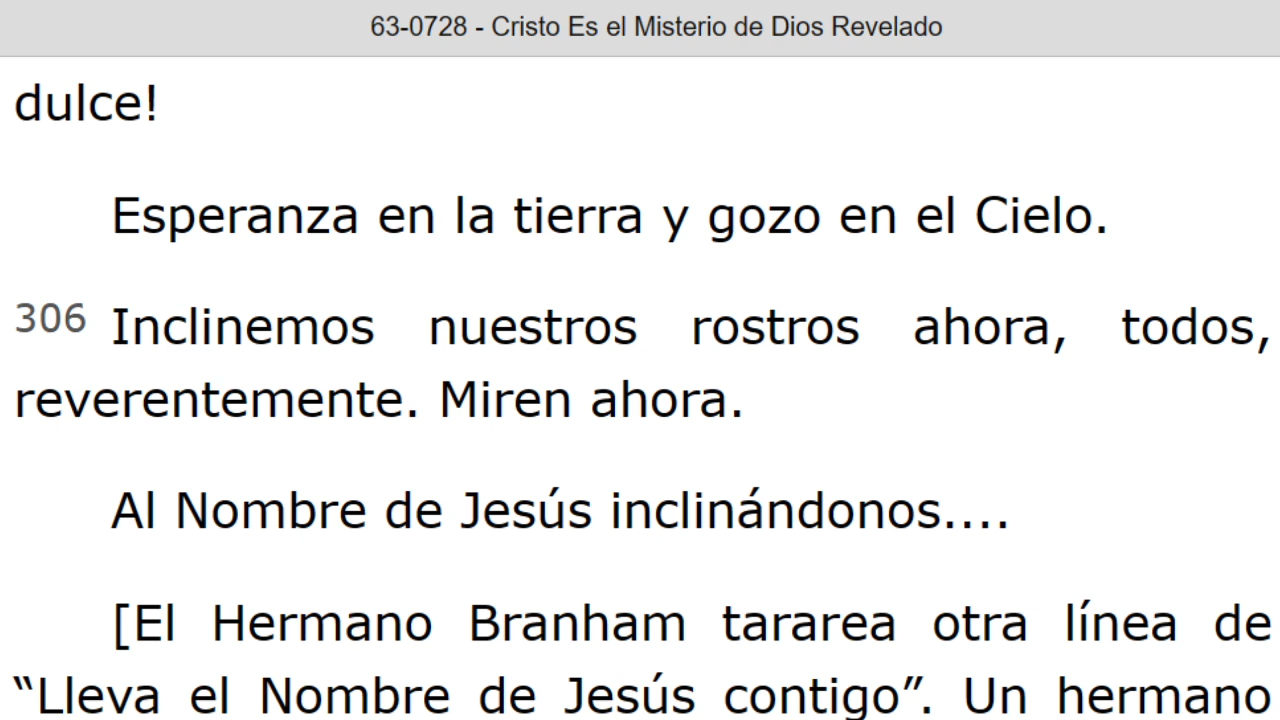 63-0728 - Cristo Es el Misterio de Dios Revelado
dulce!
Esperanza en la tierra y gozo en el Cielo.
306 Inclinemos nuestros rostros ahora, todos,
reverentemente. Miren ahora.
Al Nombre de Jesús inclinándonos....
[El Hermano Branham tararea otra línea de
“Lleva el Nombre de Jesús contigo”. Un hermano